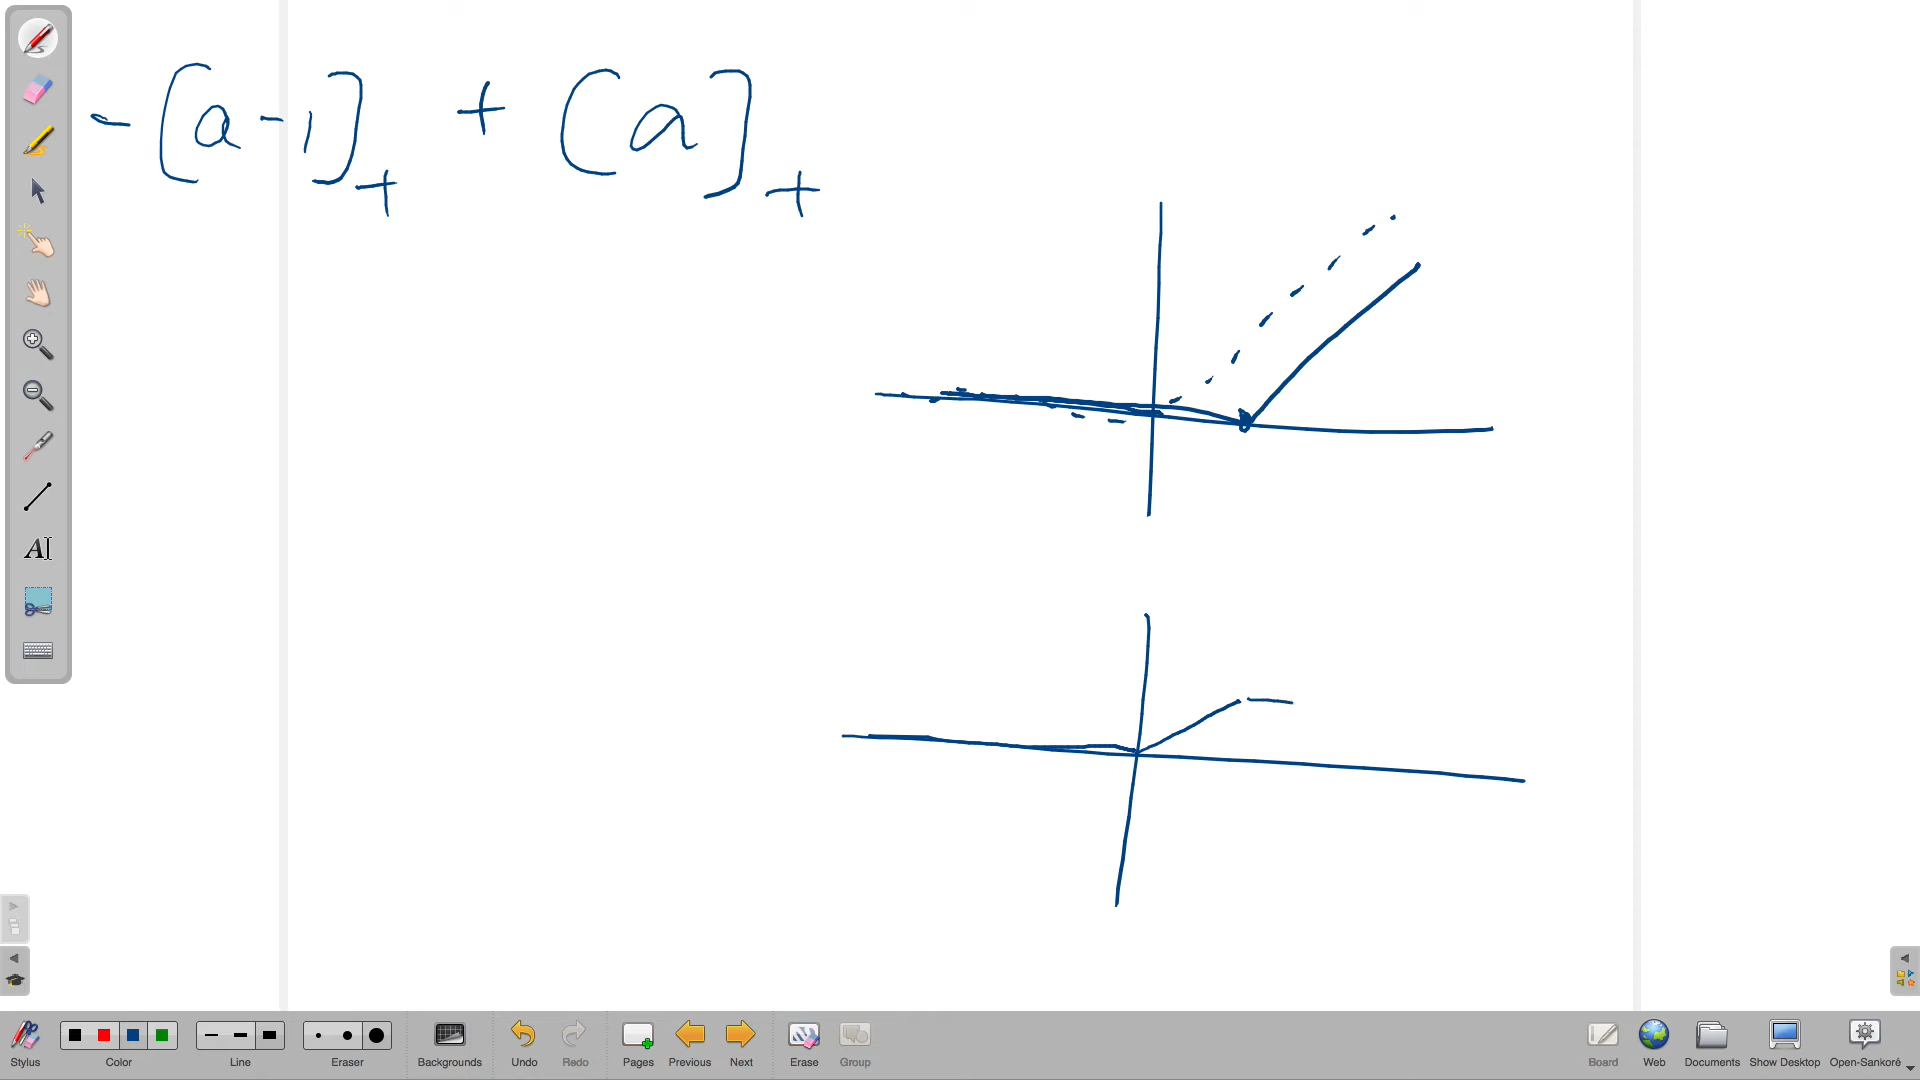 - [a-1]₊ + [a]₊
AI
Stylus
Color
Line
Eraser
Backgrounds
Undo
Redo
Pages
Previous
Next
Erase
Group
Board
Web
Documents
Show Desktop
Open-Sankoré